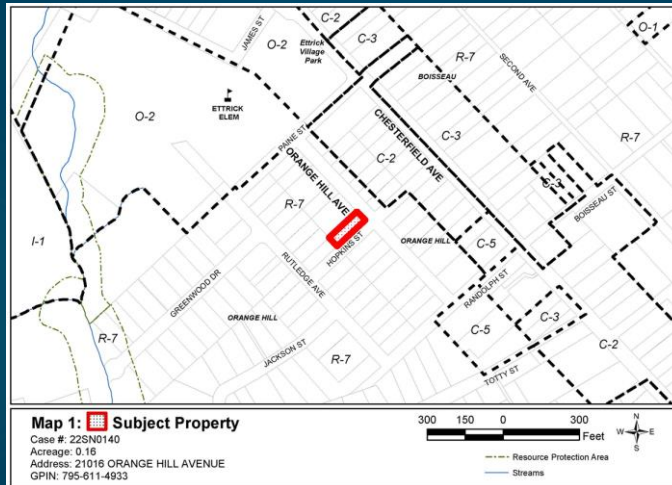 C-2
O-2
JAMES ST
Ettrick
Village
Park
C-3
R-7
SECOND AVE
O-1
BOISSEAU
ETTRICK
ELEM
O-2
PAINE ST
CHESTERFIELD AVE
C-3
C-2
R-7
ORANGE HILL AVE
C-3
R-7
BOISSEAU ST
I-1
HOPKINS ST
ORANGE HILL
C-5
RUTLEDGE AVE
RANDOLPH ST
GREENWOOD DR
ORANGE HILL
C-5
C-3
R-7
JACKSON ST
R-7
C-2
TOTTY ST
Map 1: Subject Property
Case #: 22SN0140
Acreage: 0.16
Address: 21016 ORANGE HILL AVENUE
GPIN: 795-611-4933
300 150 0 300
Feet
N
W E
S
Resource Protection Area
Streams